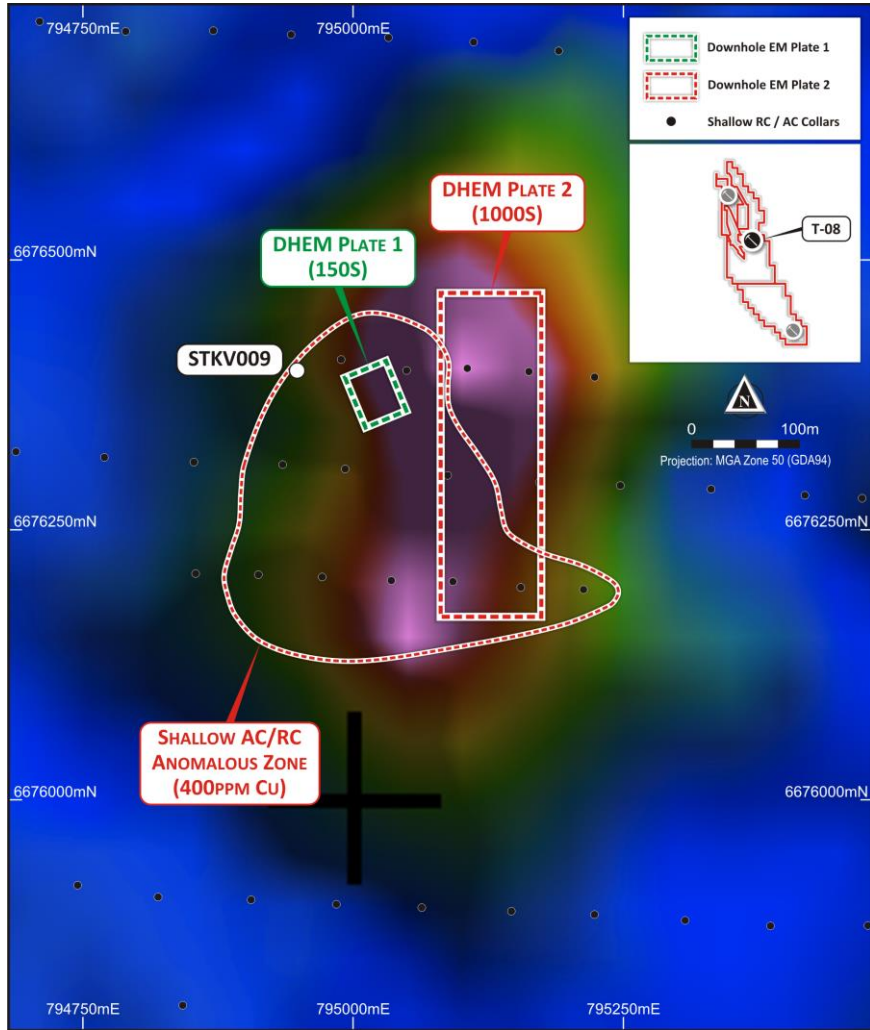 794750mE
795000mE
Downhole EM Plate 1
Downhole EM Plate 2
Shallow RC / AC Collars
T-08
DHEM PLATE 2
(1000S)
DHEM PLATE 1
(150S)
6676500mN
STKV009
N
0
100m
Projection: MGA Zone 50 (GDA94)
6676250mN
6676250mN
SHALLOW AC/RC
ANOMALOUS ZONE
(400PPM CU)
6676000mN
6676000mN
794750mE
795000mE
795250mE